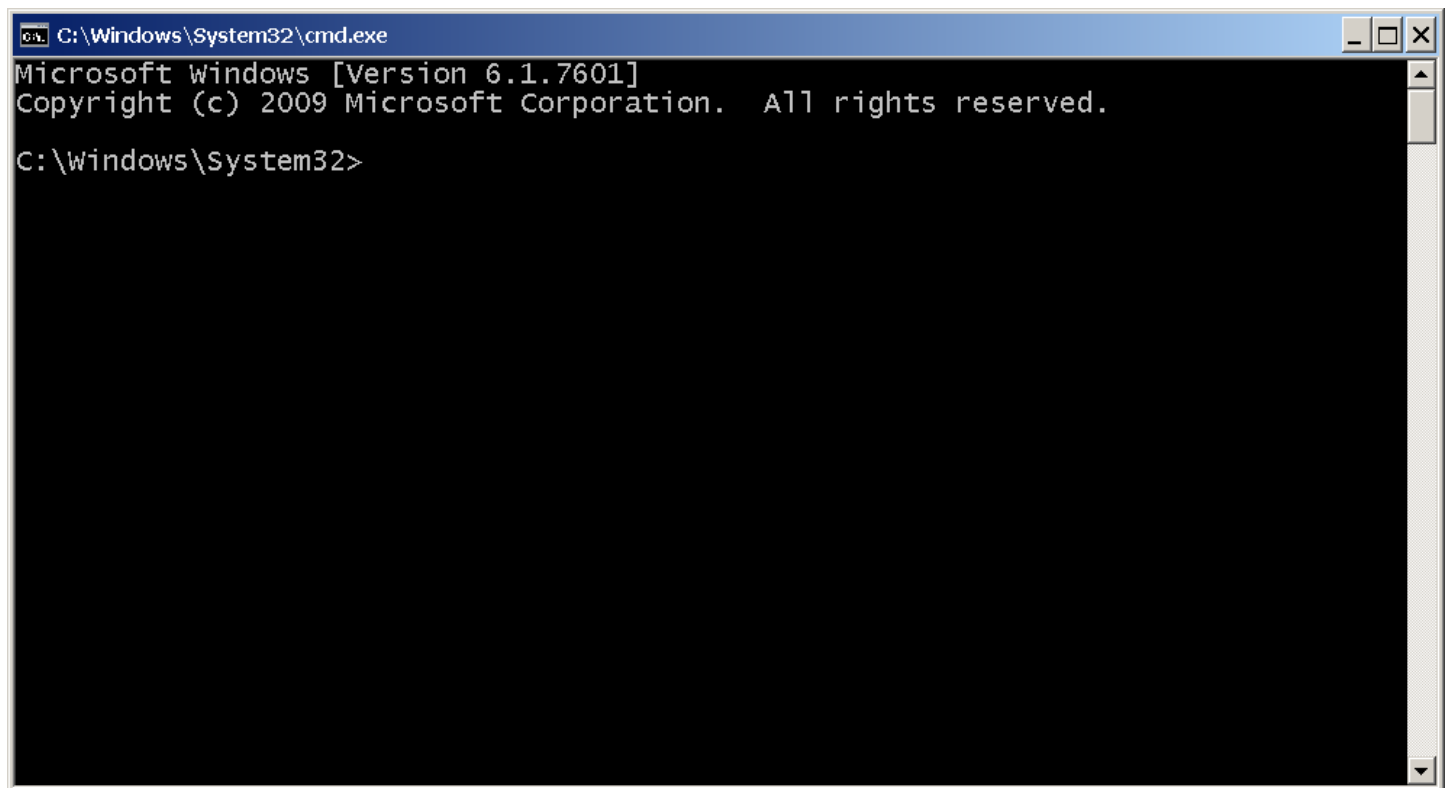 C:\Windows\System32\cmd.exe
Microsoft Windows [Version 6.1.7601]
Copyright (c) 2009 Microsoft Corporation.  All rights reserved.
C:\Windows\System32>